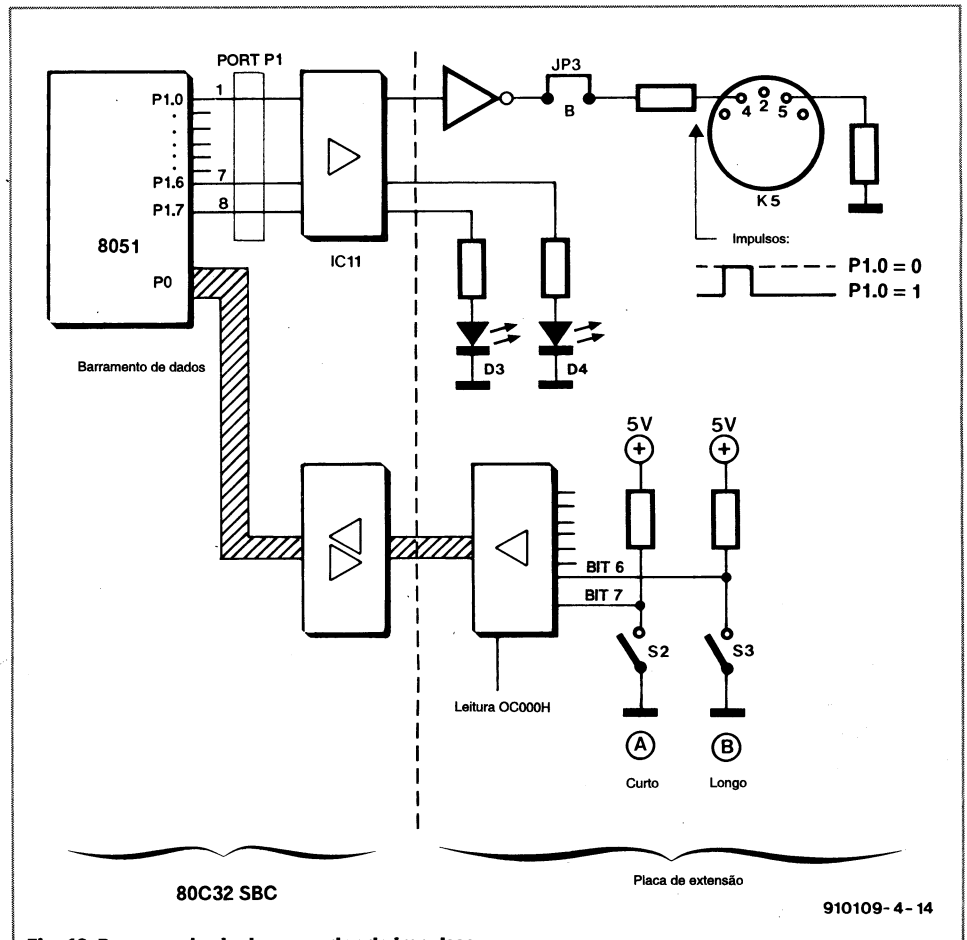 PORT P1
JP3
P1.0
1
B
4
2
5
P1.6
7
P1.7
8
K5
8051
Impulsos:
IC11
P0
P1.0 = 0
P1.0 = 1
Barramento de dados
D3
D4
5V
5V
+
+
BIT 6
BIT 7
S2
S3
Leitura OC000H
A
B
Curto
Longo
Placa de extensão
80C32 SBC
910109-4-14